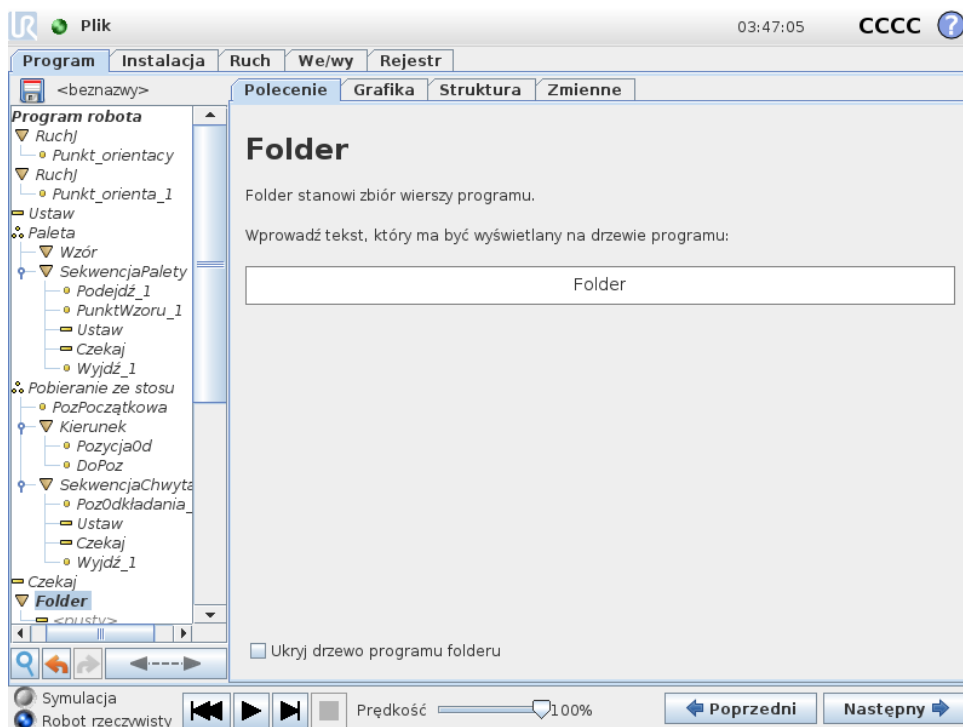 UR Plik 03:47:05 CCCC ?
Program Instalacja Ruch We/wy Rejestr
<beznazwy> Polecenie Grafika Struktura Zmienne
Program robota
RuchJ
Punkt_orientacy
RuchJ
Punkt_orienta_1
Ustaw
Paleta
Wzór
SekwencjaPalety
Podejdź_1
PunktWzoru_1
Ustaw
Czekaj
Wyjdź_1
Pobieranie ze stosu
PozPoczątkowa
Kierunek
PozycjaOd
DoPoz
SekwencjaChwyta
PozOdkładania_
Ustaw
Czekaj
Wyjdź_1
Czekaj
Folder
<pusty>
Folder
Folder stanowi zbiór wierszy programu.
Wprowadź tekst, który ma być wyświetlany na drzewie programu:
Folder
Ukryj drzewo programu folderu
Symulacja
Robot rzeczywisty
Prędkość 100%
Poprzedni Następny